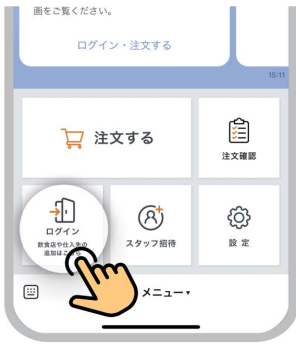 画をご覧ください。
ログイン・注文する
15:11
注文する
注文確認
ログイン
飲食店や仕入先の
追加はこちら
スタッフ招待
設定
メニュー▼